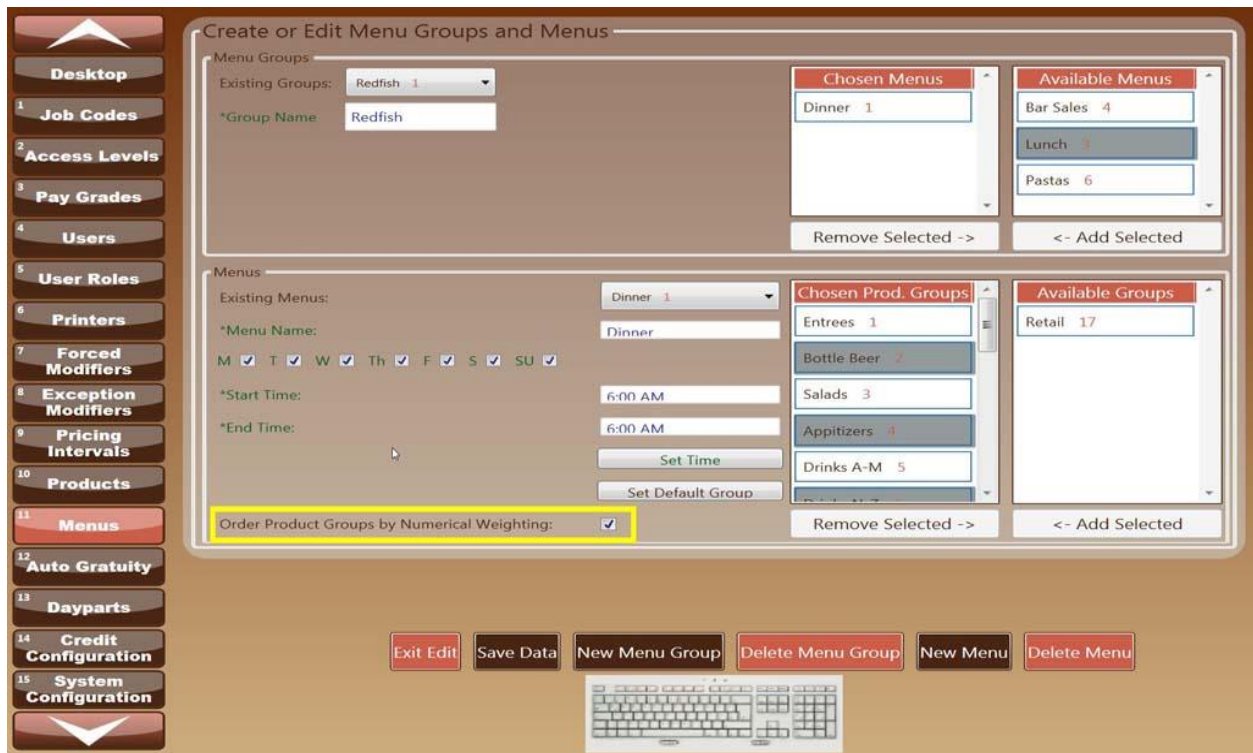 Desktop
1 Job Codes
2 Access Levels
3 Pay Grades
4 Users
5 User Roles
6 Printers
7 Forced
Modifiers
8 Exception
Modifiers
9 Pricing
Intervals
10 Products
11 Menus
12 Auto Gratuity
13 Dayparts
14 Credit
Configuration
15 System
Configuration
Create or Edit Menu Groups and Menus
Menu Groups
Existing Groups: Redfish 1
*Group Name Redfish
Chosen Menus
Dinner 1
Remove Selected ->
Available Menus
Bar Sales 4
Lunch 3
Pastas 6
<- Add Selected
Menus
Existing Menus: Dinner 1
*Menu Name: Dinner
M T W Th F S SU
*Start Time: 6:00 AM
*End Time: 6:00 AM
Set Time
Set Default Group
Order Product Groups by Numerical Weighting:
Chosen Prod. Groups
Entrees 1
Bottle Beer 2
Salads 3
Appitizers 4
Drinks A-M 5
Remove Selected ->
Available Groups
Retail 17
<- Add Selected
Exit Edit
Save Data
New Menu Group
Delete Menu Group
New Menu
Delete Menu